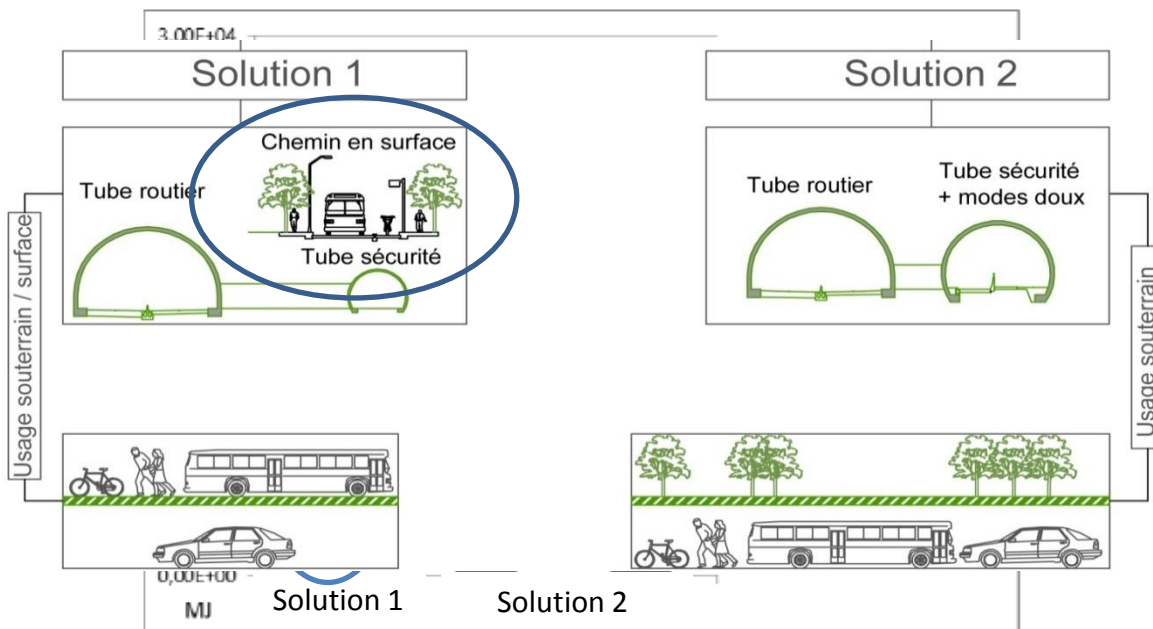 3.00E+04
Solution 1
Solution 2
Chemin en surface
Tube routier
Tube sécurité
Tube routier
Tube sécurité
+ modes doux
Usage souterrain / surface
Usage souterrain
0,00E+00
MJ
Solution 1
Solution 2